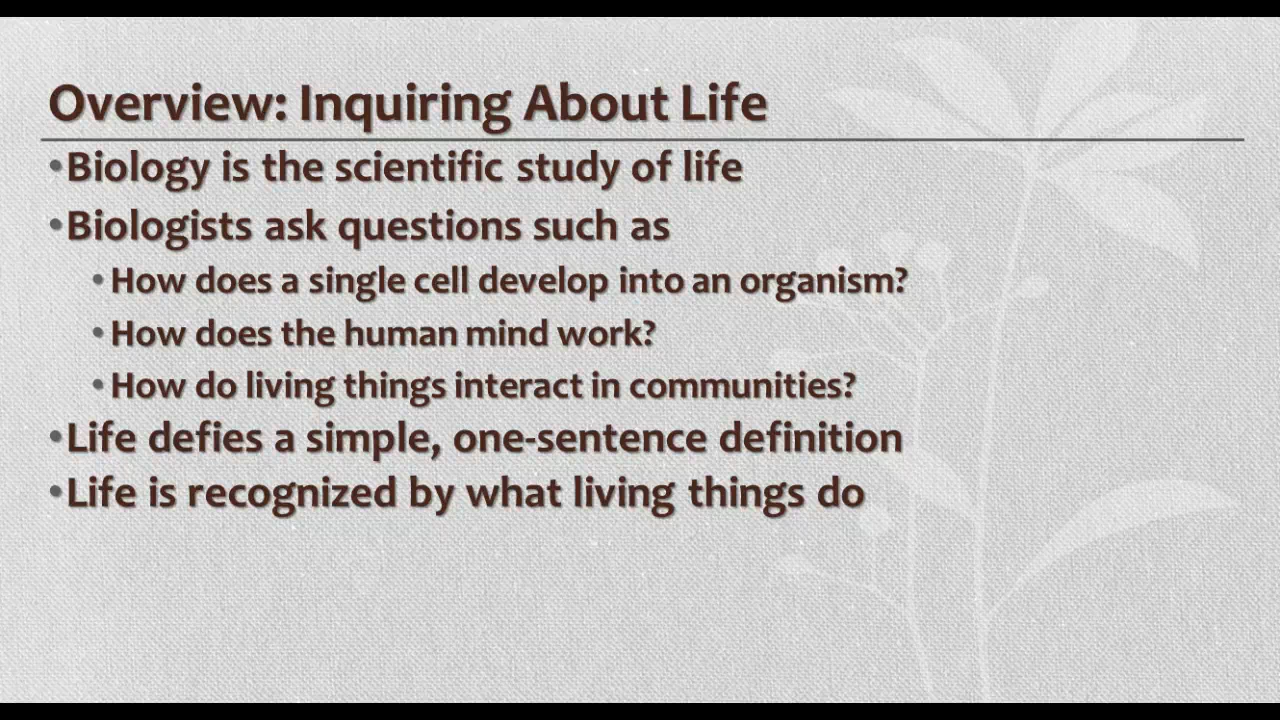 Overview: Inquiring About Life
•Biology is the scientific study of life
•Biologists ask questions such as
•How does a single cell develop into an organism?
•How does the human mind work?
•How do living things interact in communities?
•Life defies a simple, one-sentence definition
•Life is recognized by what living things do